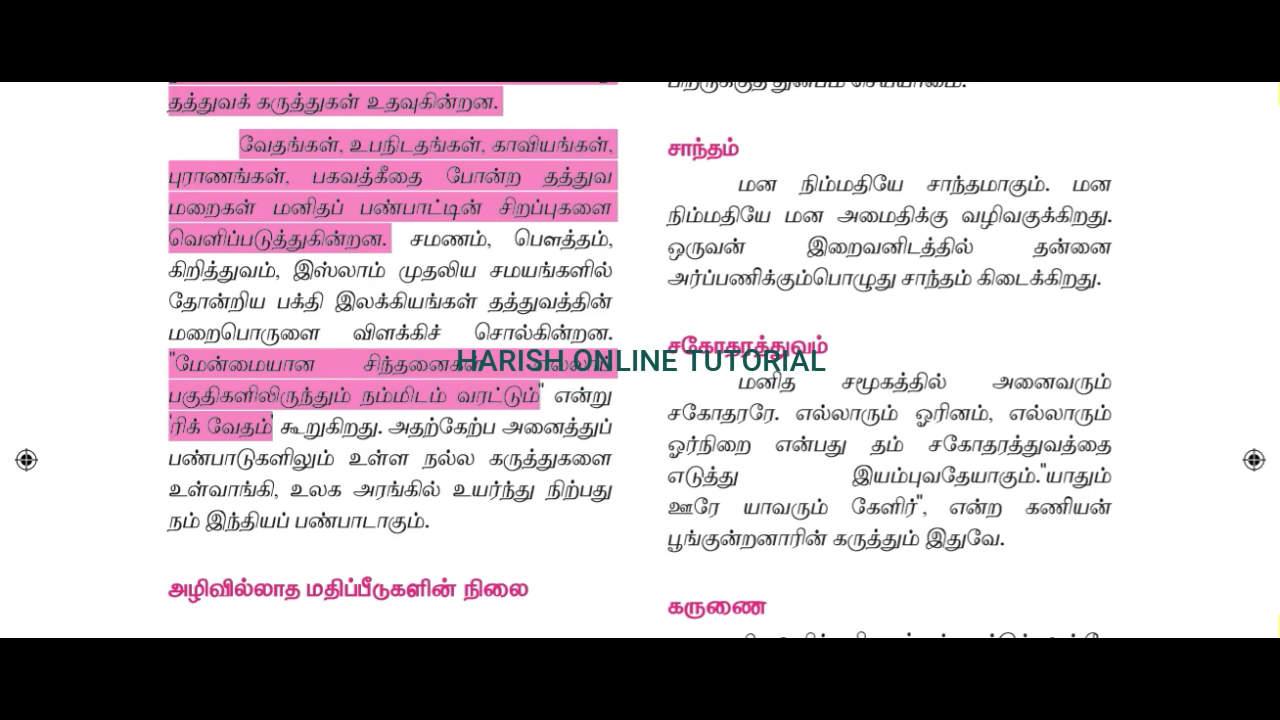 தத்துவக் கருத்துகள் உதவுகின்றன.
வேதங்கள், உபநிடதங்கள், காவியங்கள்,
புராணங்கள், பகவத்கீதை போன்ற தத்துவ
மறைகள் மனிதப் பண்பாட்டின் சிறப்புகளை
வெளிப்படுத்துகின்றன. சமணம், பௌத்தம்,
கிறித்துவம், இஸ்லாம் முதலிய சமயங்களில்
தோன்றிய பக்தி இலக்கியங்கள் தத்துவத்தின்
மறைபொருளை விளக்கிச் சொல்கின்றன.
"மேன்மையான சிந்தனைகள் எல்லாப்
பகுதிகளிலிருந்தும் நம்மிடம் வரட்டும்" என்று
'ரிக் வேதம்' கூறுகிறது. அதற்கேற்ப அனைத்துப்
பண்பாடுகளிலும் உள்ள நல்ல கருத்துகளை
உள்வாங்கி, உலக அரங்கில் உயர்ந்து நிற்பது
நம் இந்தியப் பண்பாடாகும்.
அழிவில்லாத மதிப்பீடுகளின் நிலை
சாந்தம்
மன நிம்மதியே சாந்தமாகும். மன
நிம்மதியே மன அமைதிக்கு வழிவகுக்கிறது.
ஒருவன் இறைவனிடத்தில் தன்னை
அர்ப்பணிக்கும்பொழுது சாந்தம் கிடைக்கிறது.
சகோதரத்துவம்
HARISH ONLINE TUTORIAL
மனித சமூகத்தில் அனைவரும்
சகோதரரே. எல்லாரும் ஓரினம், எல்லாரும்
ஓர்நிறை என்பது தம் சகோதரத்துவத்தை
எடுத்து இயம்புவதேயாகும்."யாதும்
ஊரே யாவரும் கேளிர்", என்ற கணியன்
பூங்குன்றனாரின் கருத்தும் இதுவே.
கருணை